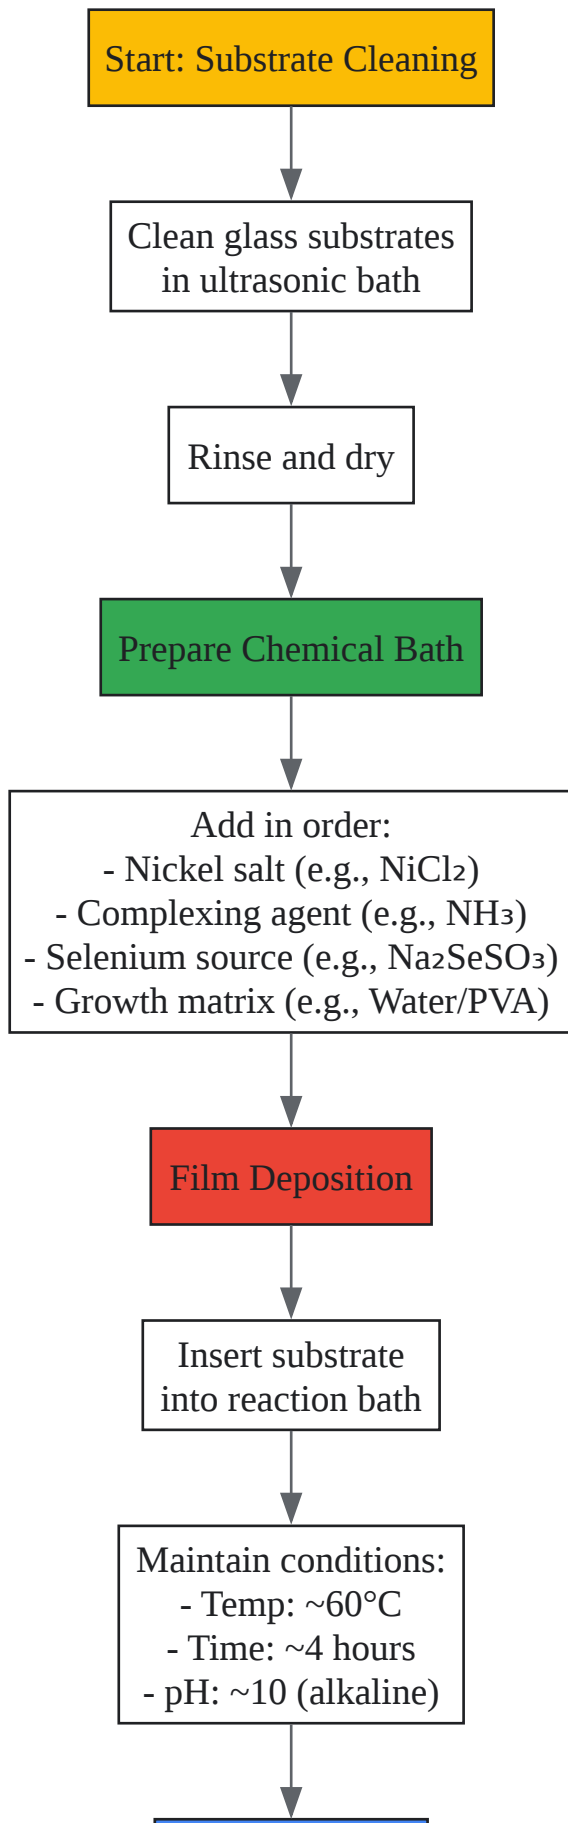 Start: Substrate Cleaning
Clean glass substrates
in ultrasonic bath
Rinse and dry
Prepare Chemical Bath
Add in order:
- Nickel salt (e.g., NiCl₂)
- Complexing agent (e.g., NH₃)
- Selenium source (e.g., Na₂SeSO₃)
- Growth matrix (e.g., Water/PVA)
Film Deposition
Insert substrate
into reaction bath
Maintain conditions:
- Temp: ~60°C
- Time: ~4 hours
- pH: ~10 (alkaline)